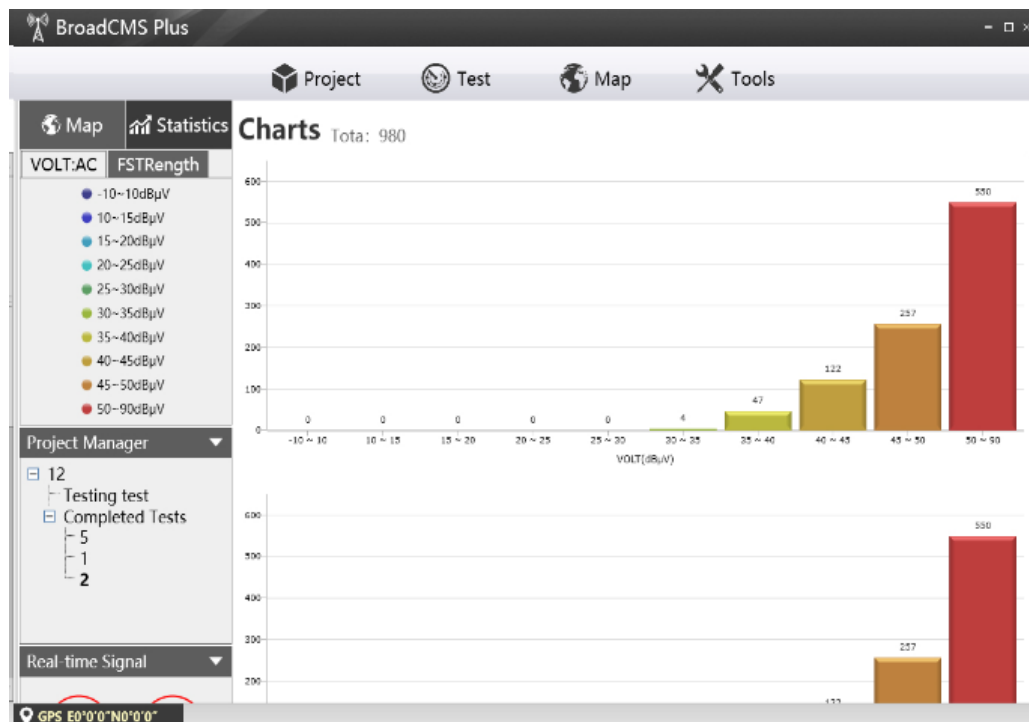 BroadCMS Plus
Project Test Map Tools
Map Statistics
VOLT:AC FSTRength
-10~10dBµV
10~15dBµV
15~20dBµV
20~25dBµV
25~30dBµV
30~35dBµV
35~40dBµV
40~45dBµV
45~50dBµV
50~90dBµV
Project Manager
12
Testing test
Completed Tests
5
1
2
Real-time Signal
GPS E0°0'0"N0°0'0"
Charts Tota: 980
600
500
400
300
200
100
0
0 0 0 0 0 4 47 122 257 550
-10 ~ 10 10 ~ 15 15 ~ 20 20 ~ 25 25 ~ 30 30 ~ 35 35 ~ 40 40 ~ 45 45 ~ 50 50 ~ 90
VOLT(dBµV)
600
500
400
300
200
257 550